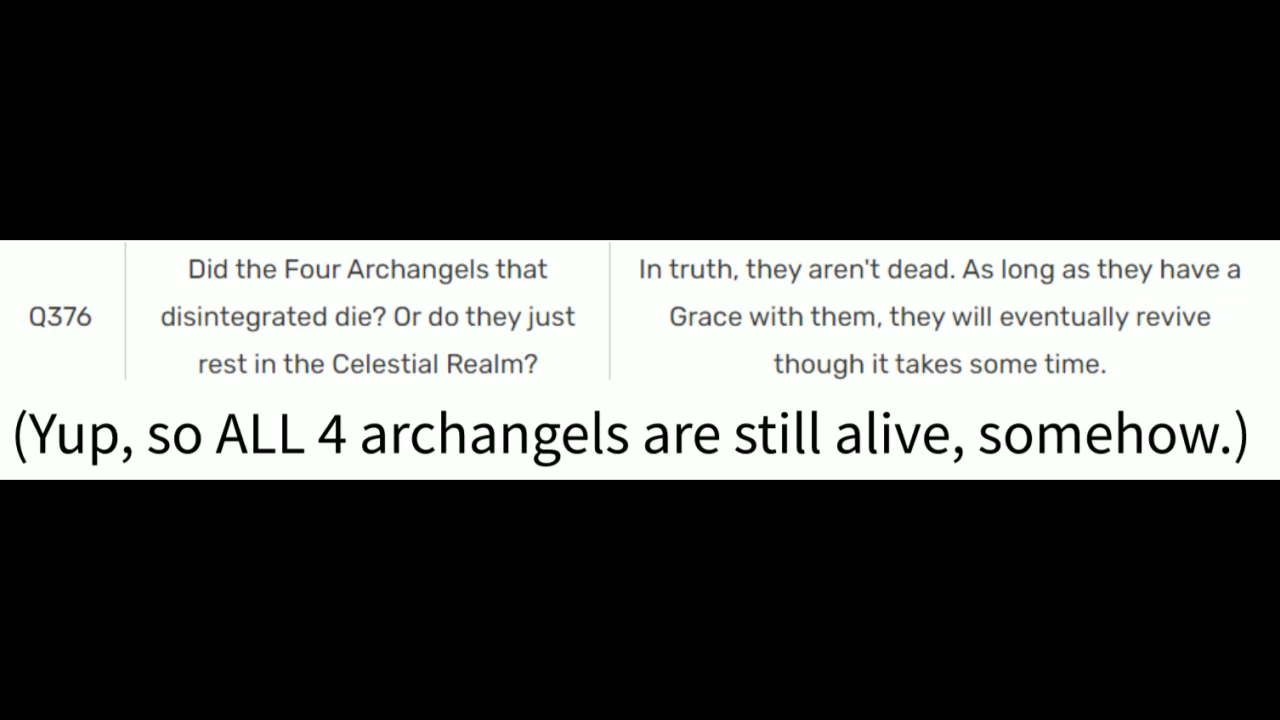 Q376
Did the Four Archangels that
disintegrated die? Or do they just
rest in the Celestial Realm?
In truth, they aren't dead. As long as they have a
Grace with them, they will eventually revive
though it takes some time.
(Yup, so ALL 4 archangels are still alive, somehow.)